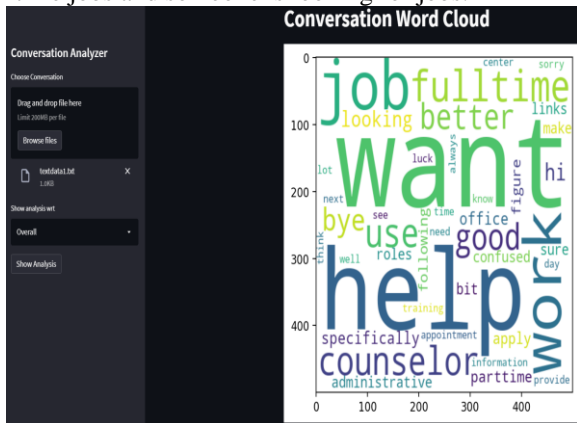 Conversation Word Cloud
Conversation Analyzer
Choose Conversation
Drag and drop file here
Limit 200MB per file
Browse files
textdata1.txt X
1.0KB
Show analysis wrt
Overall
Show Analysis
0
100
200
300
400
0 100 200 300 400
center sorry
job fulltime
looking better links
make
want
luck always
lot
hi
figure
next see know
bye time office
use good
think following need
roles confused sure
well bit day
work
help
training
specifically appointment apply
counselor information
parttime provide
administrative